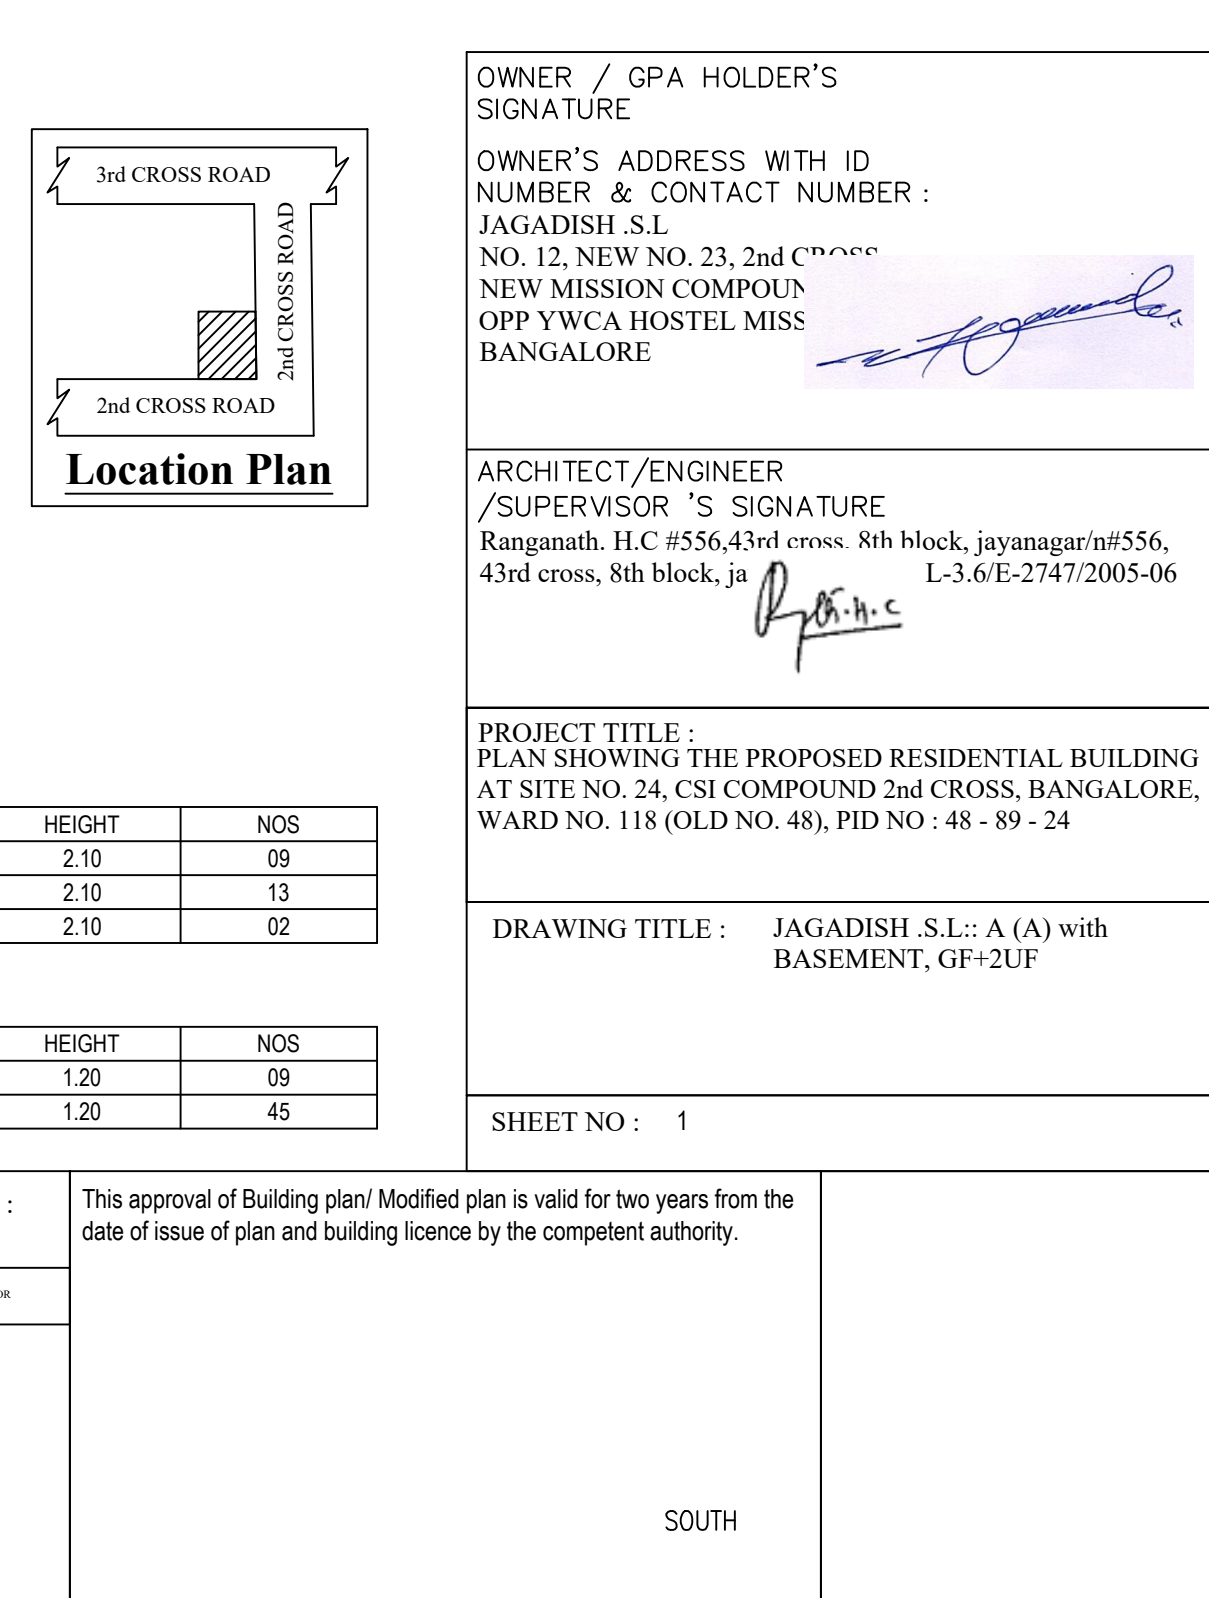 OWNER / GPA HOLDER'S
SIGNATURE
OWNER'S ADDRESS WITH ID
NUMBER & CONTACT NUMBER :
JAGADISH .S.L
NO. 12, NEW NO. 23, 2nd CROSS
NEW MISSION COMPOUN
OPP YWCA HOSTEL MISS
BANGALORE
3rd CROSS ROAD
2nd CROSS ROAD
2nd CROSS ROAD
Location Plan
ARCHITECT/ENGINEER
/SUPERVISOR 'S SIGNATURE
Ranganath. H.C #556,43rd cross, 8th block, jayanagar/n#556,
43rd cross, 8th block, ja L-3.6/E-2747/2005-06
H.C
PROJECT TITLE :
PLAN SHOWING THE PROPOSED RESIDENTIAL BUILDING
AT SITE NO. 24, CSI COMPOUND 2nd CROSS, BANGALORE,
WARD NO. 118 (OLD NO. 48), PID NO : 48 - 89 - 24
HEIGHT NOS
2.10 09
2.10 13
2.10 02
DRAWING TITLE : JAGADISH .S.L:: A (A) with
BASEMENT, GF+2UF
HEIGHT NOS
1.20 09
1.20 45
SHEET NO : 1
:
OR
This approval of Building plan/ Modified plan is valid for two years from the
date of issue of plan and building licence by the competent authority.
SOUTH